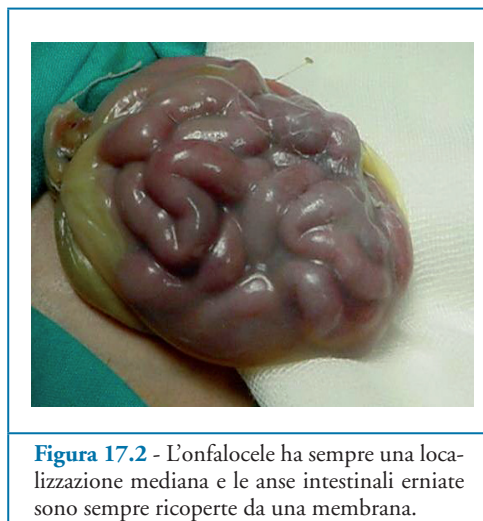 Figura 17.2 - L’onfalocele ha sempre una loca-
lizzazione mediana e le anse intestinali erniate
sono sempre ricoperte da una membrana.